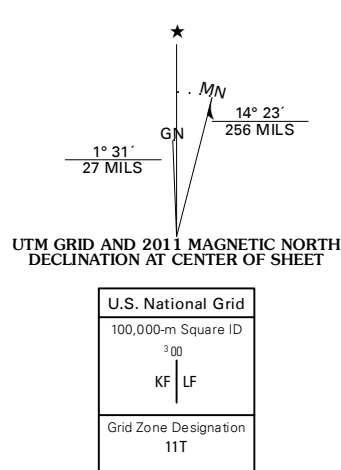 ★
MN
14° 23´
256 MILS
GN
1° 31´
27 MILS
UTM GRID AND 2011 MAGNETIC NORTH
DECLINATION AT CENTER OF SHEET
U.S. National Grid
100,000-m Square ID
³00
KF LF
Grid Zone Designation
11T